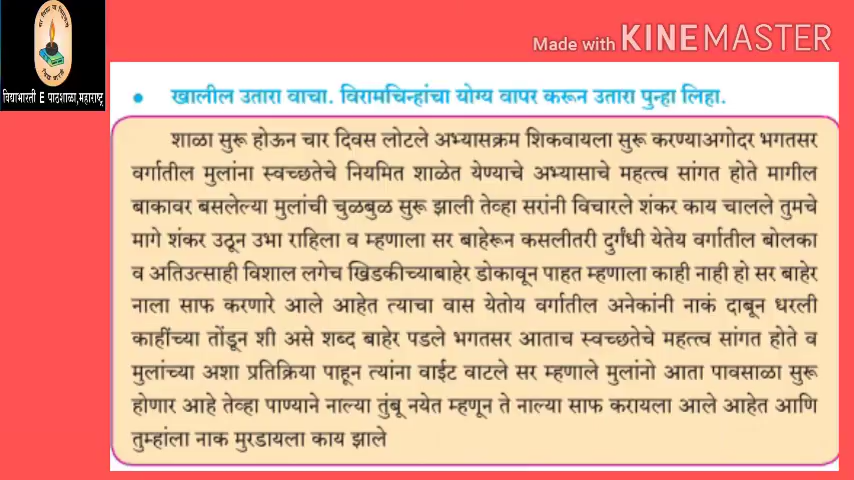 Made with KINEMASTER
विद्याभारती E पाठशाळा,महाराष्ट्र
• खालील उतारा वाचा. विरामचिन्हांचा योग्य वापर करून उतारा पुन्हा लिहा.
शाळा सुरू होऊन चार दिवस लोटले अभ्यासक्रम शिकवायला सुरू करण्याअगोदर भगतसर
वर्गातील मुलांना स्वच्छतेचे नियमित शाळेत येण्याचे अभ्यासाचे महत्त्व सांगत होते मागील
बाकावर बसलेल्या मुलांची चुळबुळ सुरू झाली तेव्हा सरांनी विचारले शंकर काय चालले तुमचे
मागे शंकर उठून उभा राहिला व म्हणाला सर बाहेरून कसलीतरी दुर्गंधी येतेय वर्गातील बोलका
व अतिउत्साही विशाल लगेच खिडकीच्याबाहेर डोकावून पाहत म्हणाला काही नाही हो सर बाहेर
नाला साफ करणारे आले आहेत त्याचा वास येतोय वर्गातील अनेकांनी नाकं दाबून धरली
काहींच्या तोंडून शी असे शब्द बाहेर पडले भगतसर आताच स्वच्छतेचे महत्त्व सांगत होते व
मुलांच्या अशा प्रतिक्रिया पाहून त्यांना वाईट वाटले सर म्हणाले मुलांनो आता पावसाळा सुरू
होणार आहे तेव्हा पाण्याने नाल्या तुंबू नयेत म्हणून ते नाल्या साफ करायला आले आहेत आणि
तुम्हांला नाक मुरडायला काय झाले